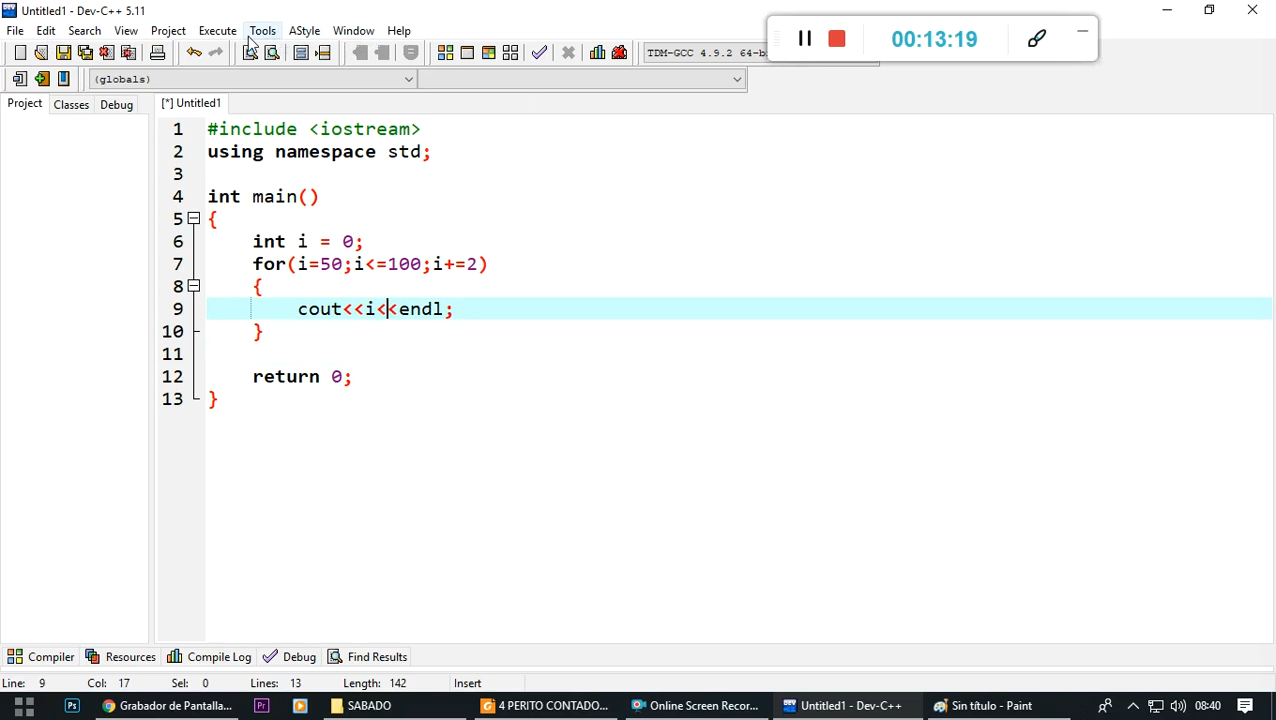 Untitled1 - Dev-C++ 5.11
File Edit Search View Project Execute Tools AStyle Window Help
00:13:19
TDM-GCC 4.9.2 64-b
(globals)
Project Classes Debug [*] Untitled1
1 #include <iostream>
2 using namespace std;
3
4 int main()
5 {
6 int i = 0;
7 for(i=50;i<=100;i+=2)
8 {
9 cout<<i<<endl;
10 }
11
12 return 0;
13 }
Compiler Resources Compile Log Debug Find Results
Line: 9 Col: 17 Sel: 0 Lines: 13 Length: 142 Insert
Ps Grabador de Pantalla... Pr SABADO 4 PERITO CONTADO... Online Screen Recor... Untitled1 - Dev-C++ Sin título - Paint 08:40